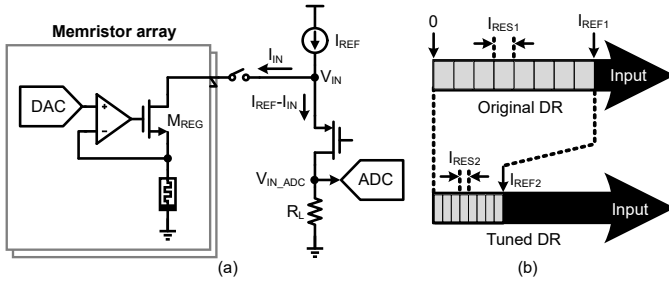 Memristor array
DAC
+
-
M_REG
I_IN
I_REF
V_IN
I_REF-I_IN
V_IN_ADC
ADC
R_L
(a)
0
I_RES1
I_REF1
Input
Original DR
I_RES2
I_REF2
Input
Tuned DR
(b)